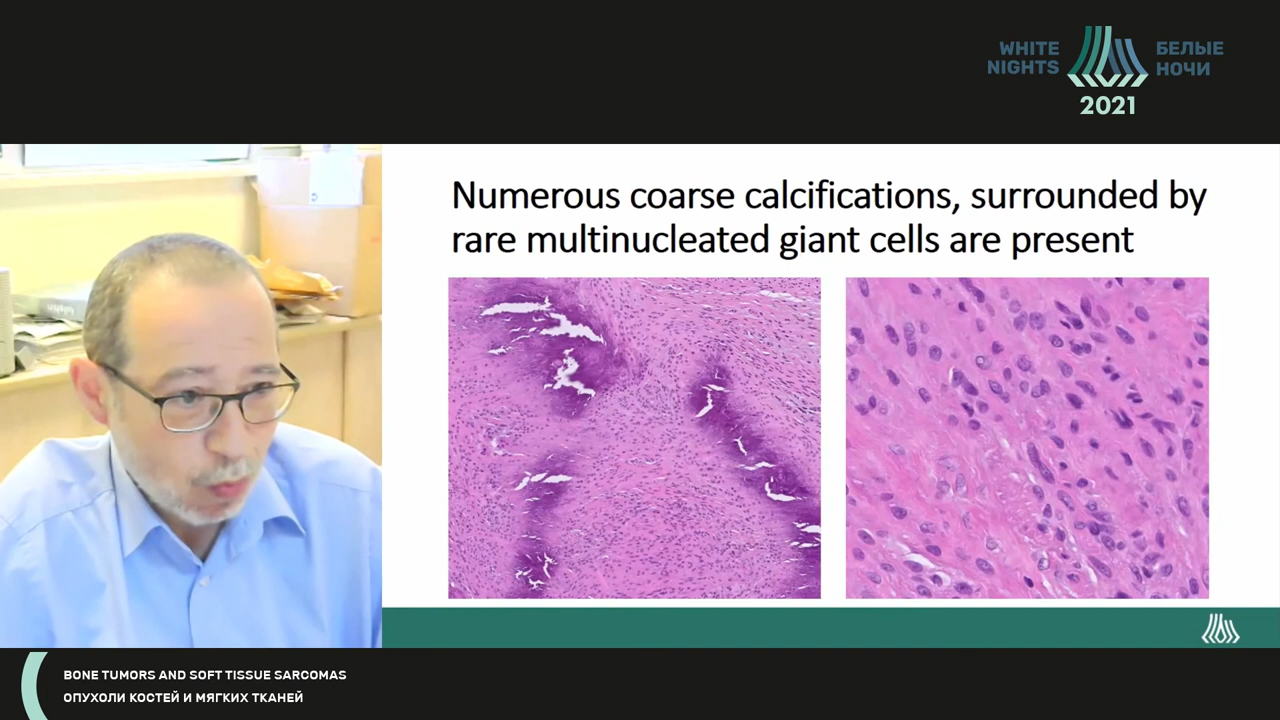 WHITE
NIGHTS
БЕЛЫЕ
НОЧИ
2021
Numerous coarse calcifications, surrounded by
rare multinucleated giant cells are present
BONE TUMORS AND SOFT TISSUE SARCOMAS
ОПУХОЛИ КОСТЕЙ И МЯГКИХ ТКАНЕЙ